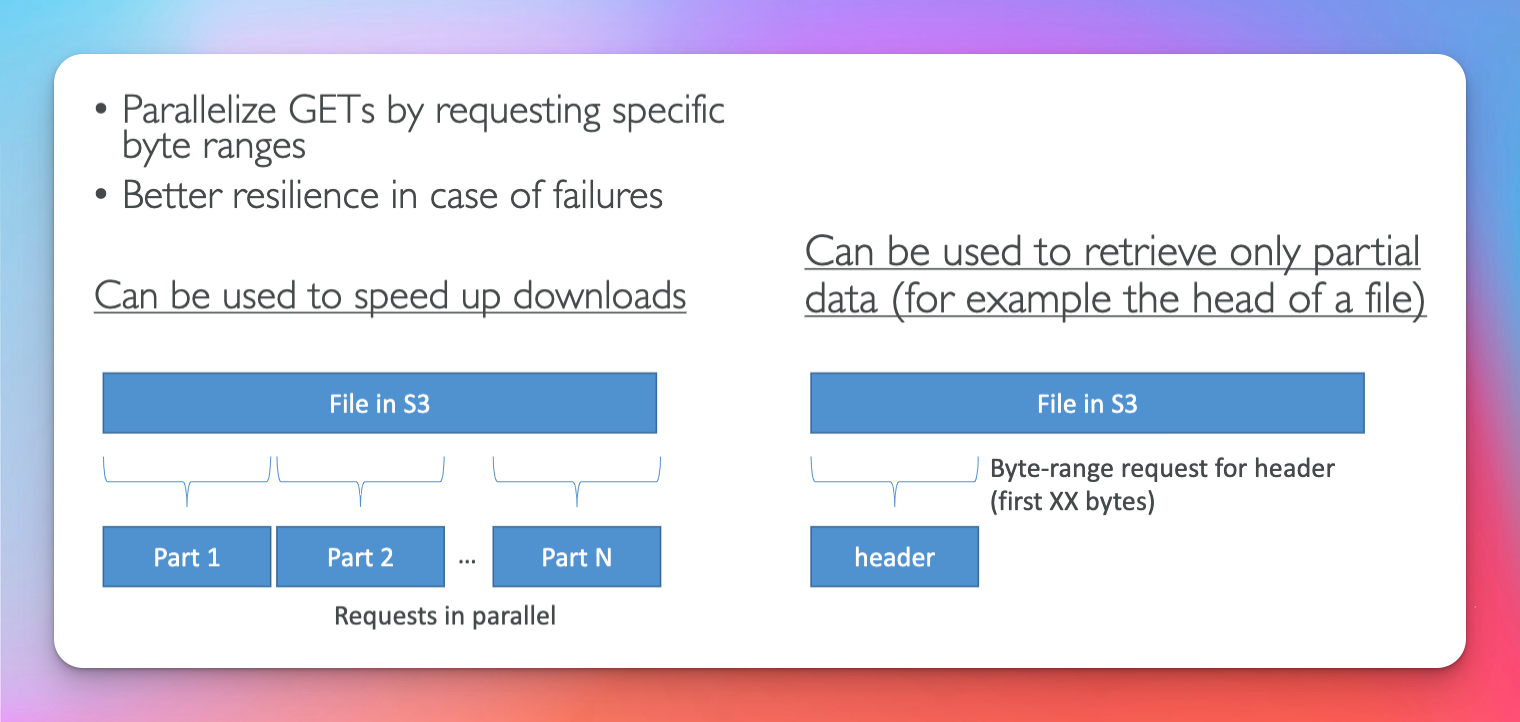 • Parallelize GETs by requesting specific
byte ranges
• Better resilience in case of failures
Can be used to speed up downloads
File in S3
Part 1
Part 2
...
Part N
Requests in parallel
Can be used to retrieve only partial
data (for example the head of a file)
File in S3
Byte-range request for header
(first XX bytes)
header